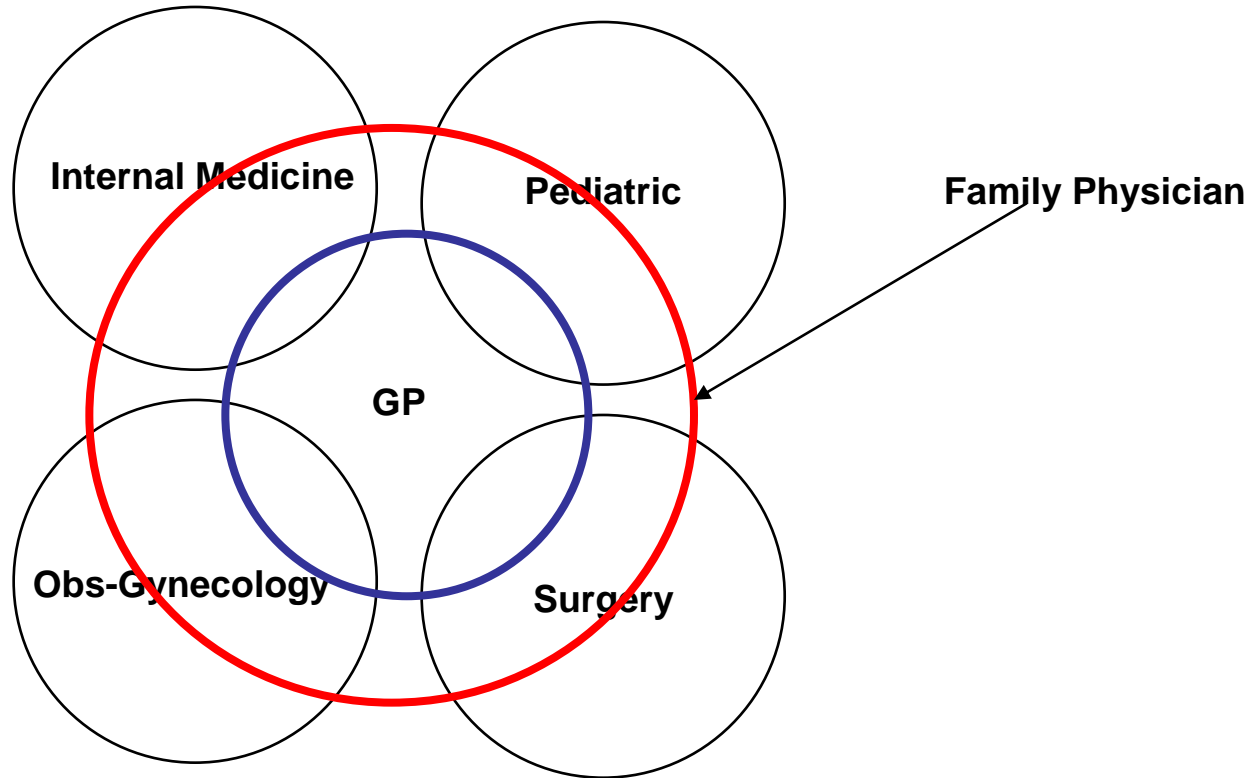 Internal Medicine
Pediatric
Family Physician
GP
Obs-Gynecology
Surgery